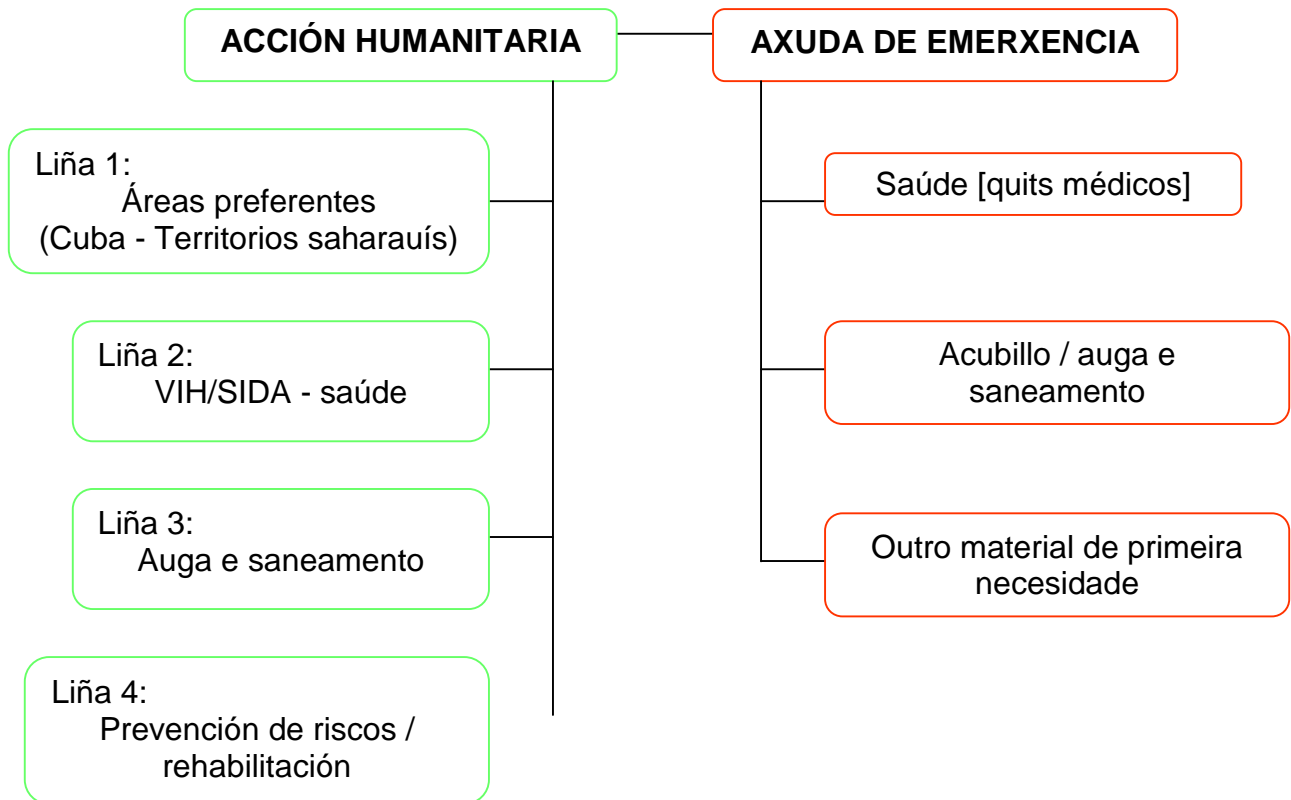 ACCIÓN HUMANITARIA
AXUDA DE EMERXENCIA
Liña 1:
Áreas preferentes
(Cuba - Territorios saharauís)
Liña 2:
VIH/SIDA - saúde
Liña 3:
Auga e saneamento
Liña 4:
Prevención de riscos /
rehabilitación
Saúde [quits médicos]
Acubillo / auga e
saneamento
Outro material de primeira
necesidade